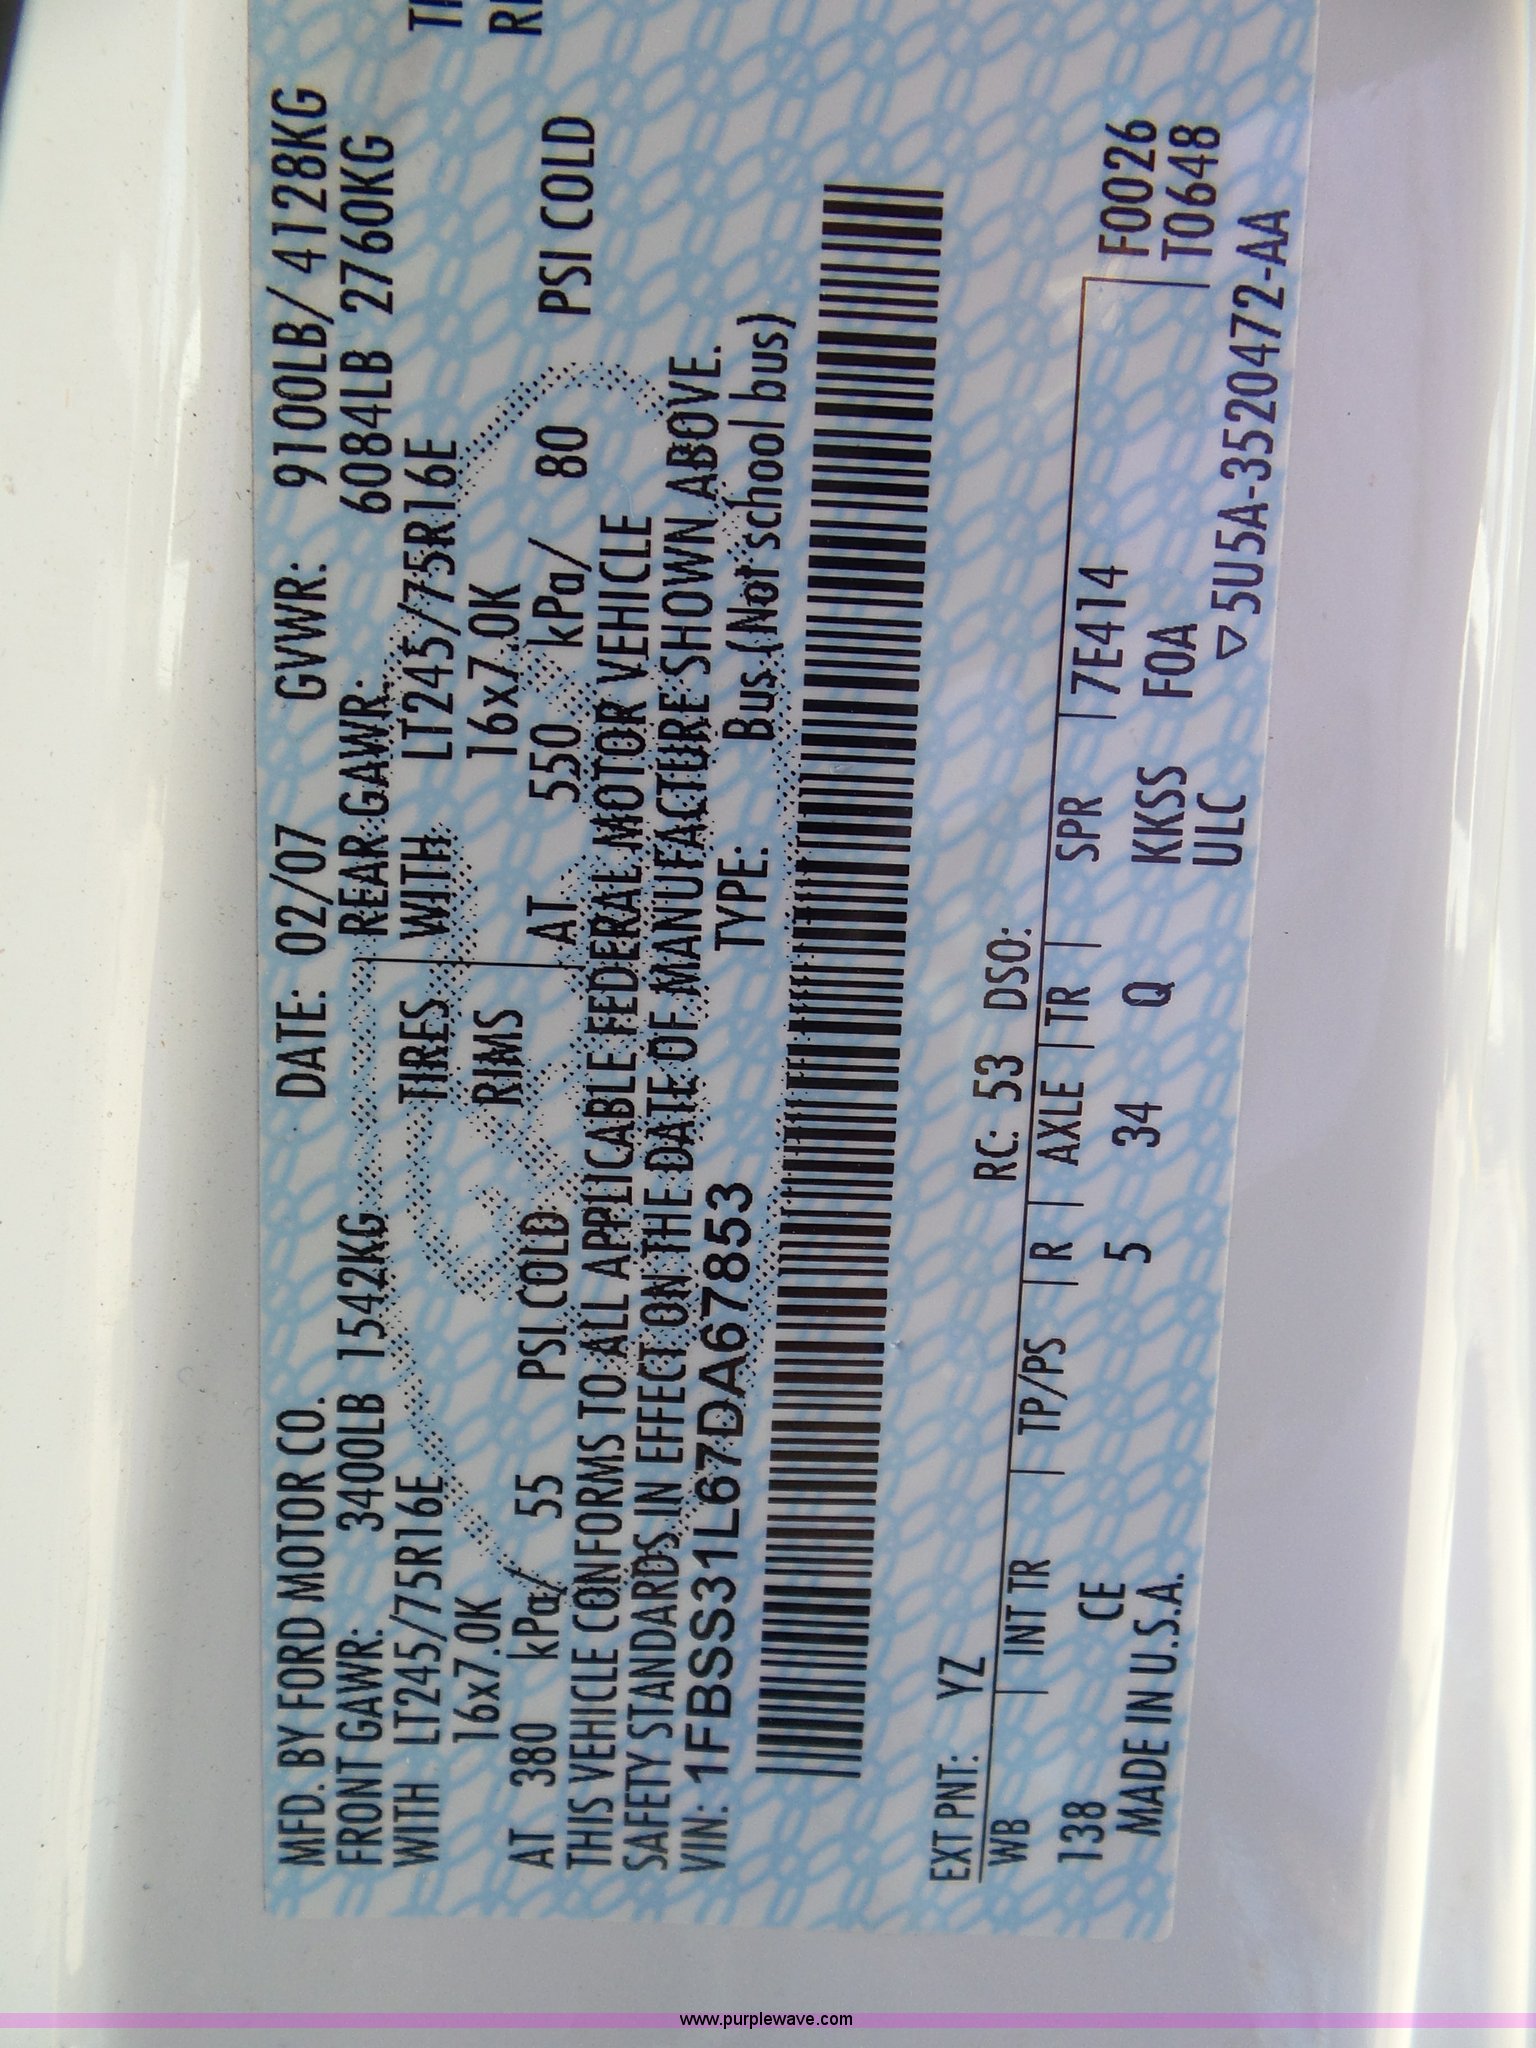 MFD. BY FORD MOTOR CO. DATE: 02/07 GVWR: 9100LB/ 4128KG
FRONT GAWR: 3400LB 1542KG REAR GAWR: 6084LB 2760KG
WITH LT245/75R16E TIRES WITH LT245/75R16E
16x7.0K RIMS 16x7.0K
AT 380 kPa/ 55 PSI COLD AT 550 kPa/ 80 PSI COLD
THIS VEHICLE CONFORMS TO ALL APPLICABLE FEDERAL MOTOR VEHICLE
SAFETY STANDARDS IN EFFECT ON THE DATE OF MANUFACTURE SHOWN ABOVE.
VIN: 1FBSS31L67DA67853 TYPE: Bus (Not school bus)
EXT PNT: YZ RC: 53 DSO:
WB INT TR TP/PS R AXLE TR SPR 7E414 F0026
138 CE 5 34 Q KKSS F0A T0648
MADE IN U.S.A. ULC ▽5U5A-3520472-AA
www.purplewave.com